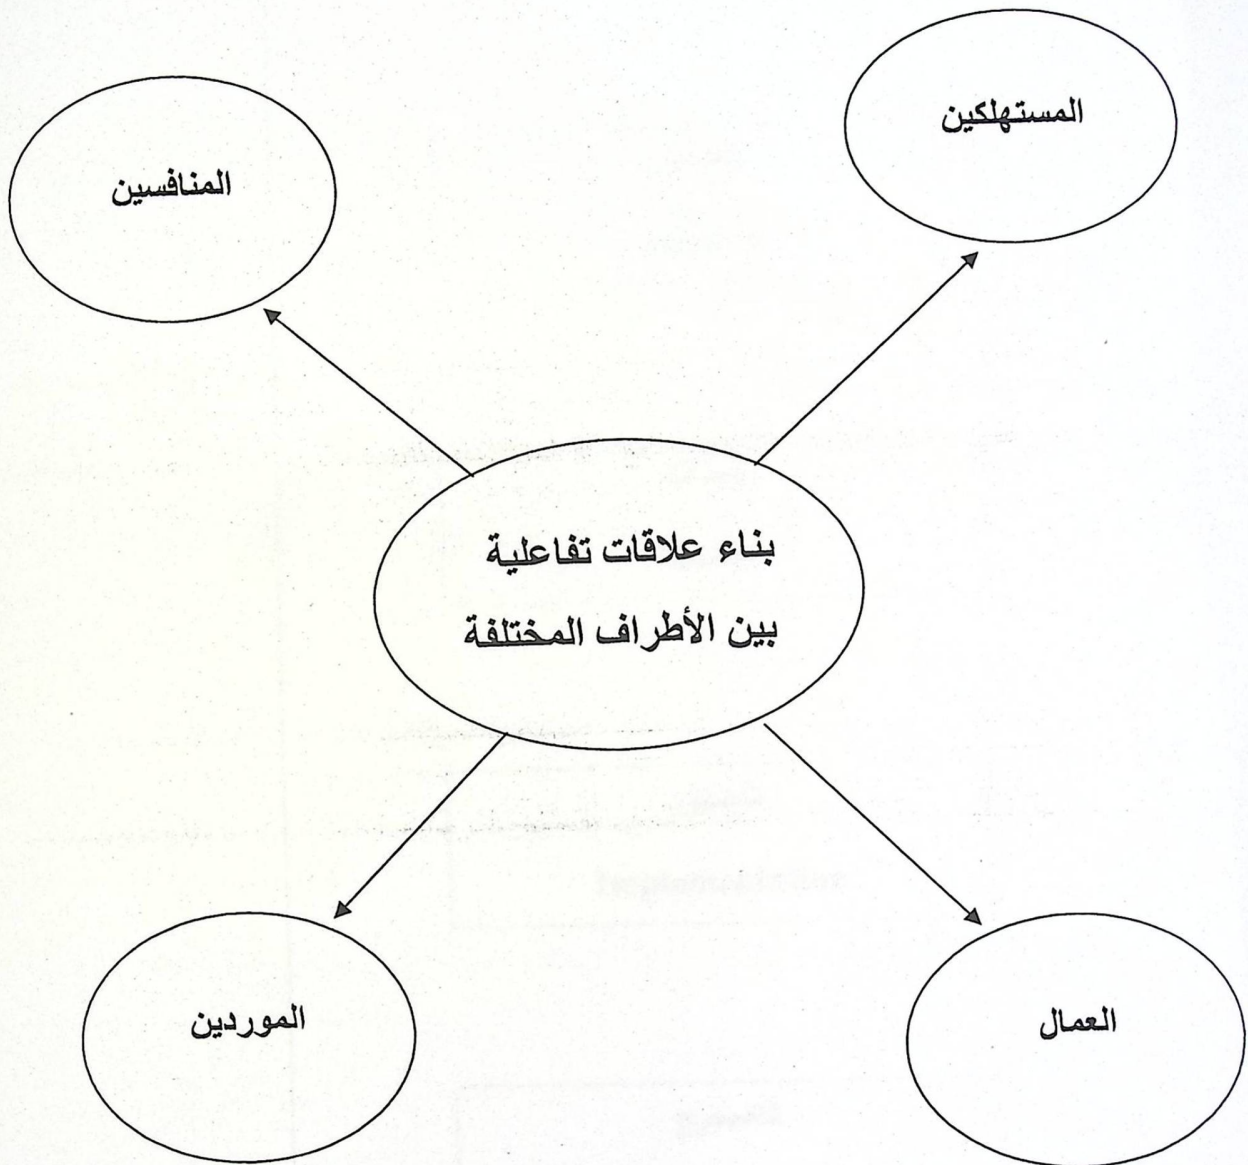 المستهلكين
المنافسين
بناء علاقات تفاعلية
بين الأطراف المختلفة
العمال
الموردين